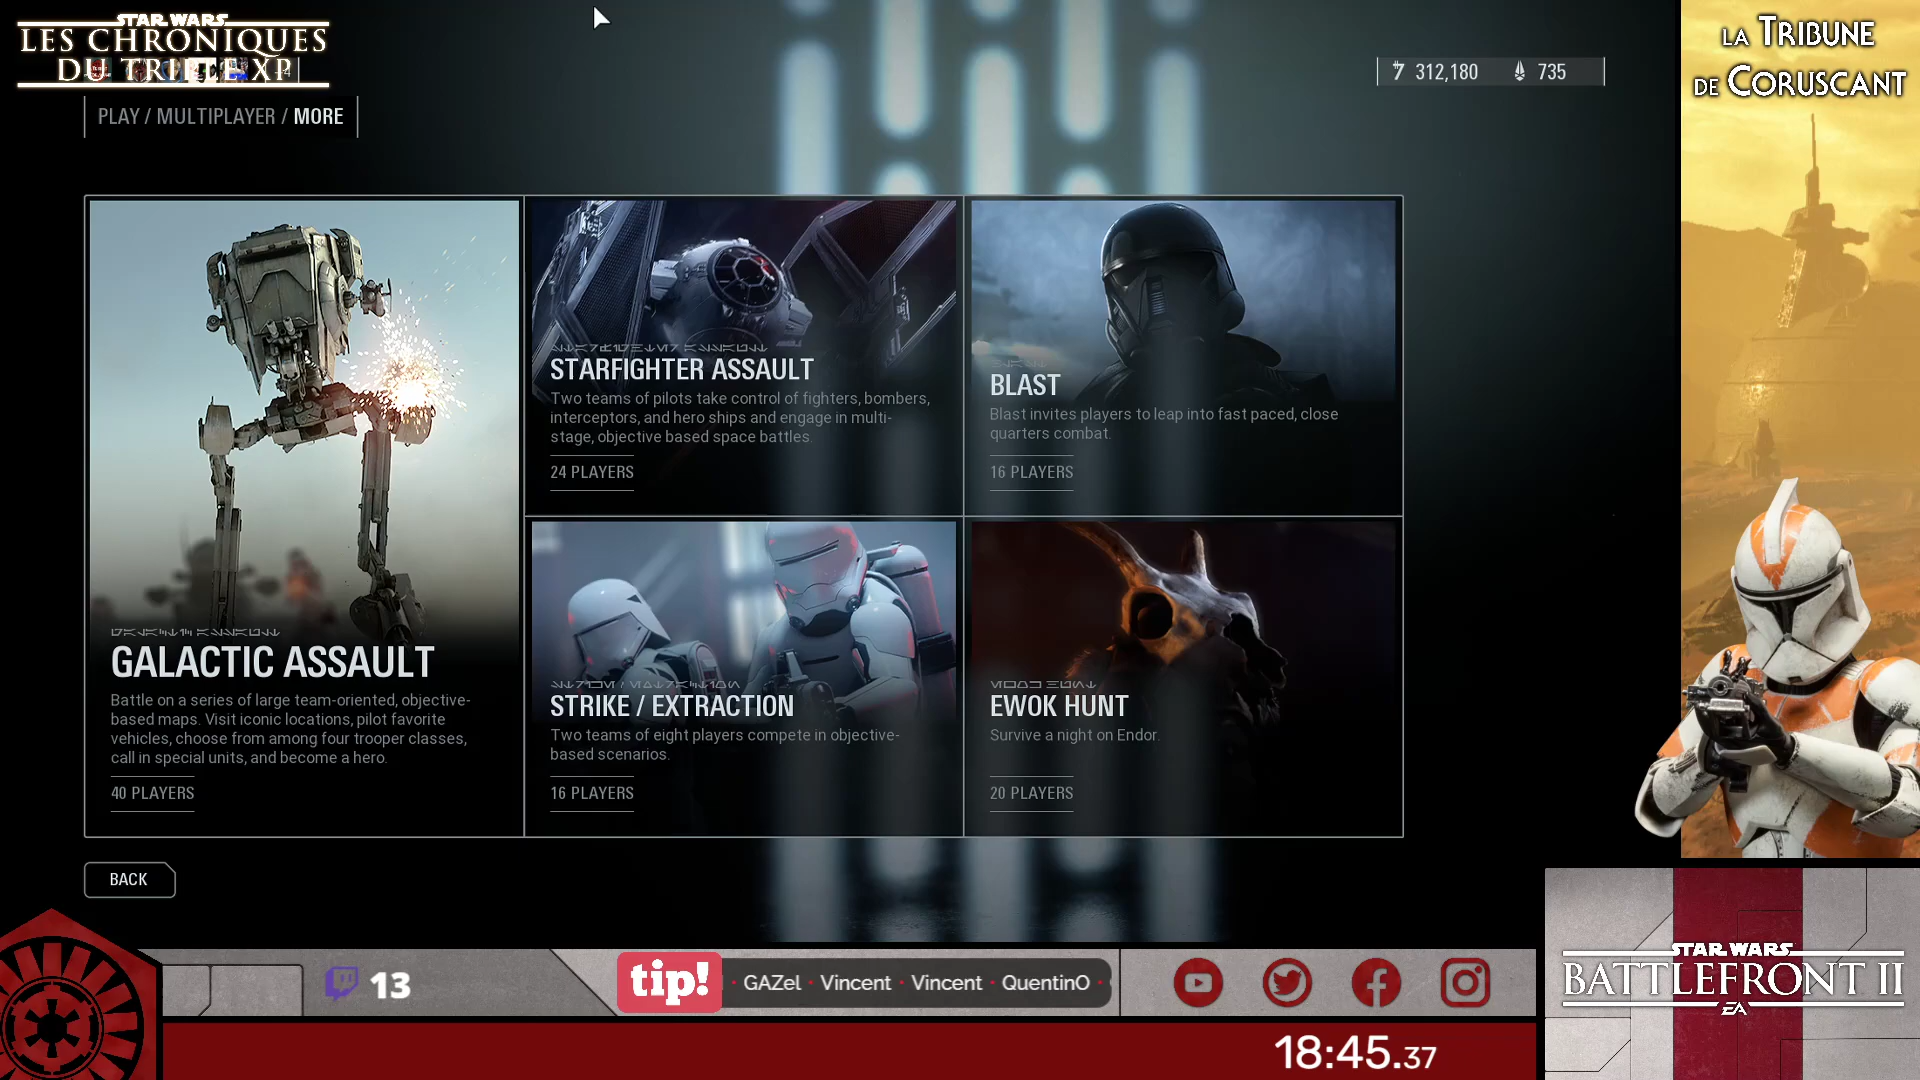 STAR WARS
LES CHRONIQUES
DU TRIPLE XP
PLAY / MULTIPLAYER / MORE
312,180
735
LA TRIBUNE
DE CORUSCANT
GALACTIC ASSAULT
Battle on a series of large team-oriented, objective-
based maps. Visit iconic locations, pilot favorite
vehicles, choose from among four trooper classes,
call in special units, and become a hero.
40 PLAYERS
STARFIGHTER ASSAULT
Two teams of pilots take control of fighters, bombers,
interceptors, and hero ships and engage in multi-
stage, objective based space battles.
24 PLAYERS
BLAST
Blast invites players to leap into fast paced, close
quarters combat.
16 PLAYERS
STRIKE / EXTRACTION
Two teams of eight players compete in objective-
based scenarios.
16 PLAYERS
EWOK HUNT
Survive a night on Endor.
20 PLAYERS
BACK
13
tip!
· GAZel · Vincent · Vincent · QuentinO ·
STAR WARS
BATTLEFRONT II
EA
18:45.37